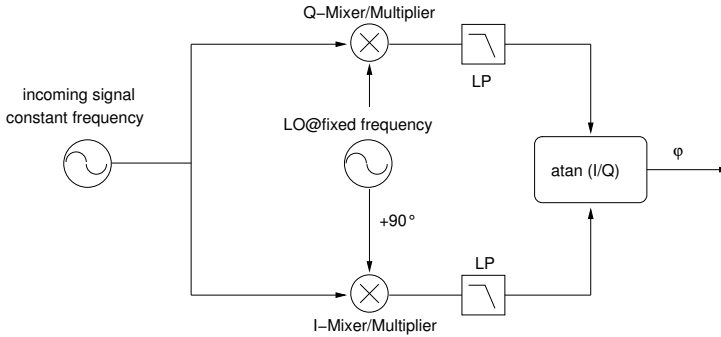 Q−Mixer/Multiplier
LP
incoming signal
constant frequency
LO@fixed frequency
atan (I/Q)
φ
+90°
LP
I−Mixer/Multiplier